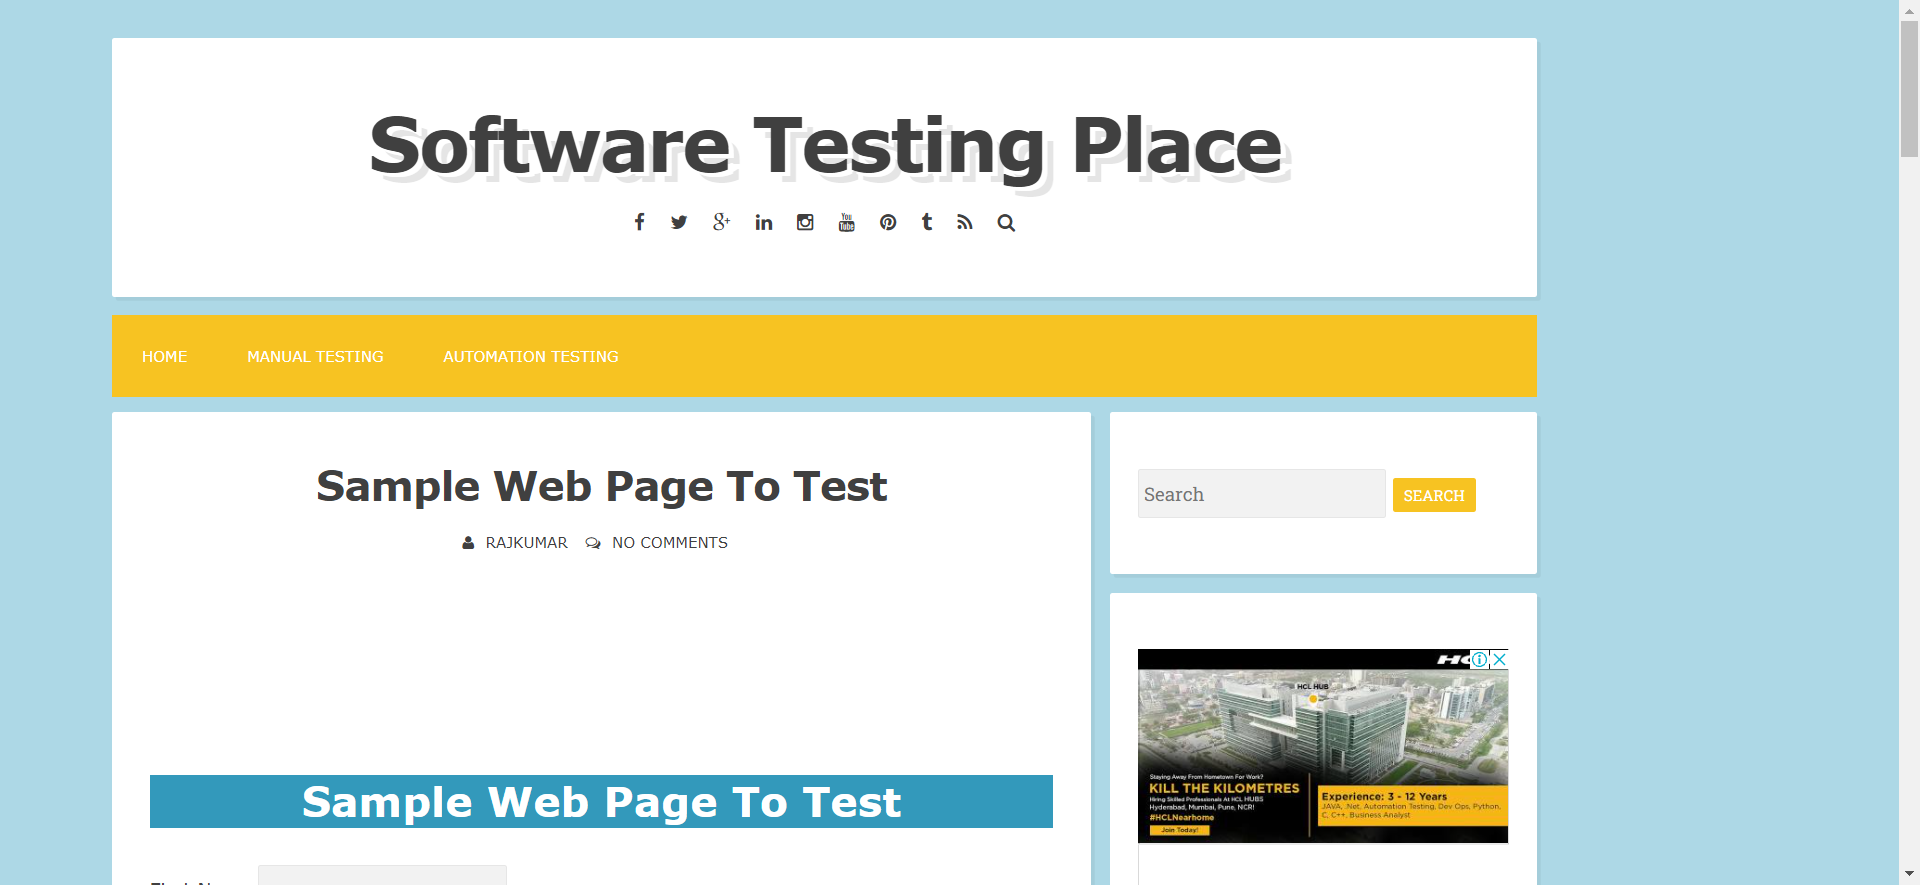 Software Testing Place
HOME MANUAL TESTING AUTOMATION TESTING
Sample Web Page To Test
RAJKUMAR NO COMMENTS
Search SEARCH
HCL HUB
Staying Away From Hometown For Work?
KILL THE KILOMETRES
Hiring Skilled Professionals At HCL HUBS
Hyderabad, Mumbai, Pune, NCR!
#HCLNearhome
Join Today!
Experience: 3 - 12 Years
JAVA, .Net, Automation Testing, Dev Ops, Python,
C, C++, Business Analyst
Sample Web Page To Test